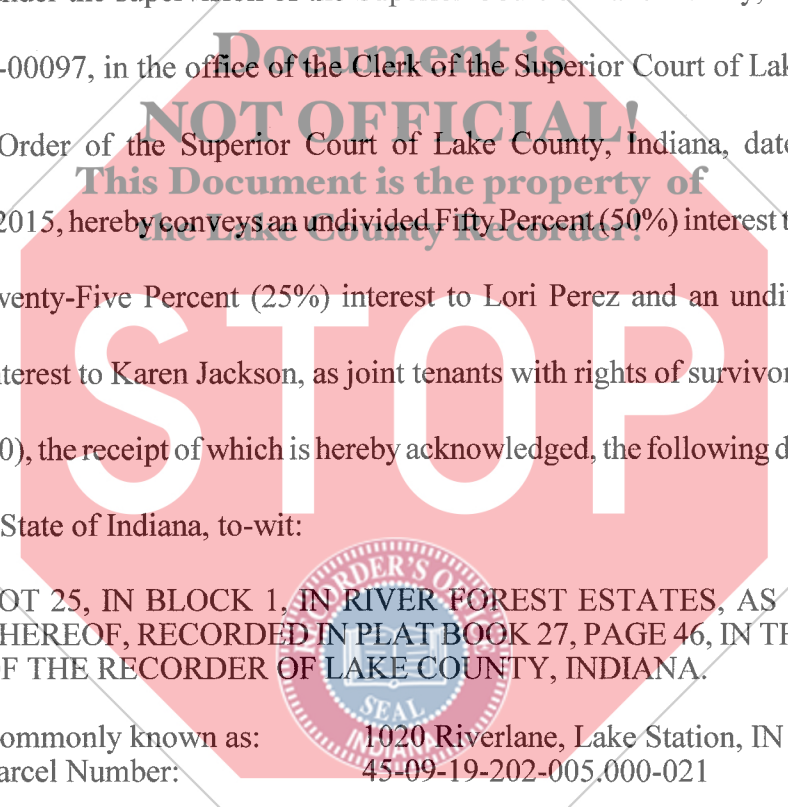 under the supervision of the Superior Court of Lake County,
-00097, in the office of the Clerk of the Superior Court of Lak
Order of the Superior Court of Lake County, Indiana, date
2015, hereby conveys an undivided Fifty Percent (50%) interest t
wenty-Five Percent (25%) interest to Lori Perez and an undi
nterest to Karen Jackson, as joint tenants with rights of survivor
0), the receipt of which is hereby acknowledged, the following d
State of Indiana, to-wit:
OT 25, IN BLOCK 1, IN RIVER FOREST ESTATES, AS
HEREOF, RECORDED IN PLAT BOOK 27, PAGE 46, IN TH
F THE RECORDER OF LAKE COUNTY, INDIANA.
ommonly known as: 1020 Riverlane, Lake Station, IN
arcel Number: 45-09-19-202-005.000-021
Document is
NOT OFFICIAL!
This Document is the property of
the Lake County Recorder!
STOP
RECORDER'S OFFICE
SEAL
INDIANA